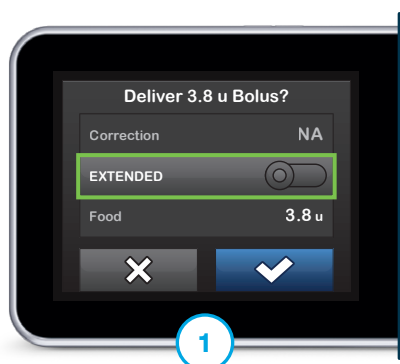 Deliver 3.8 u Bolus?
Correction NA
EXTENDED
Food 3.8 u
1